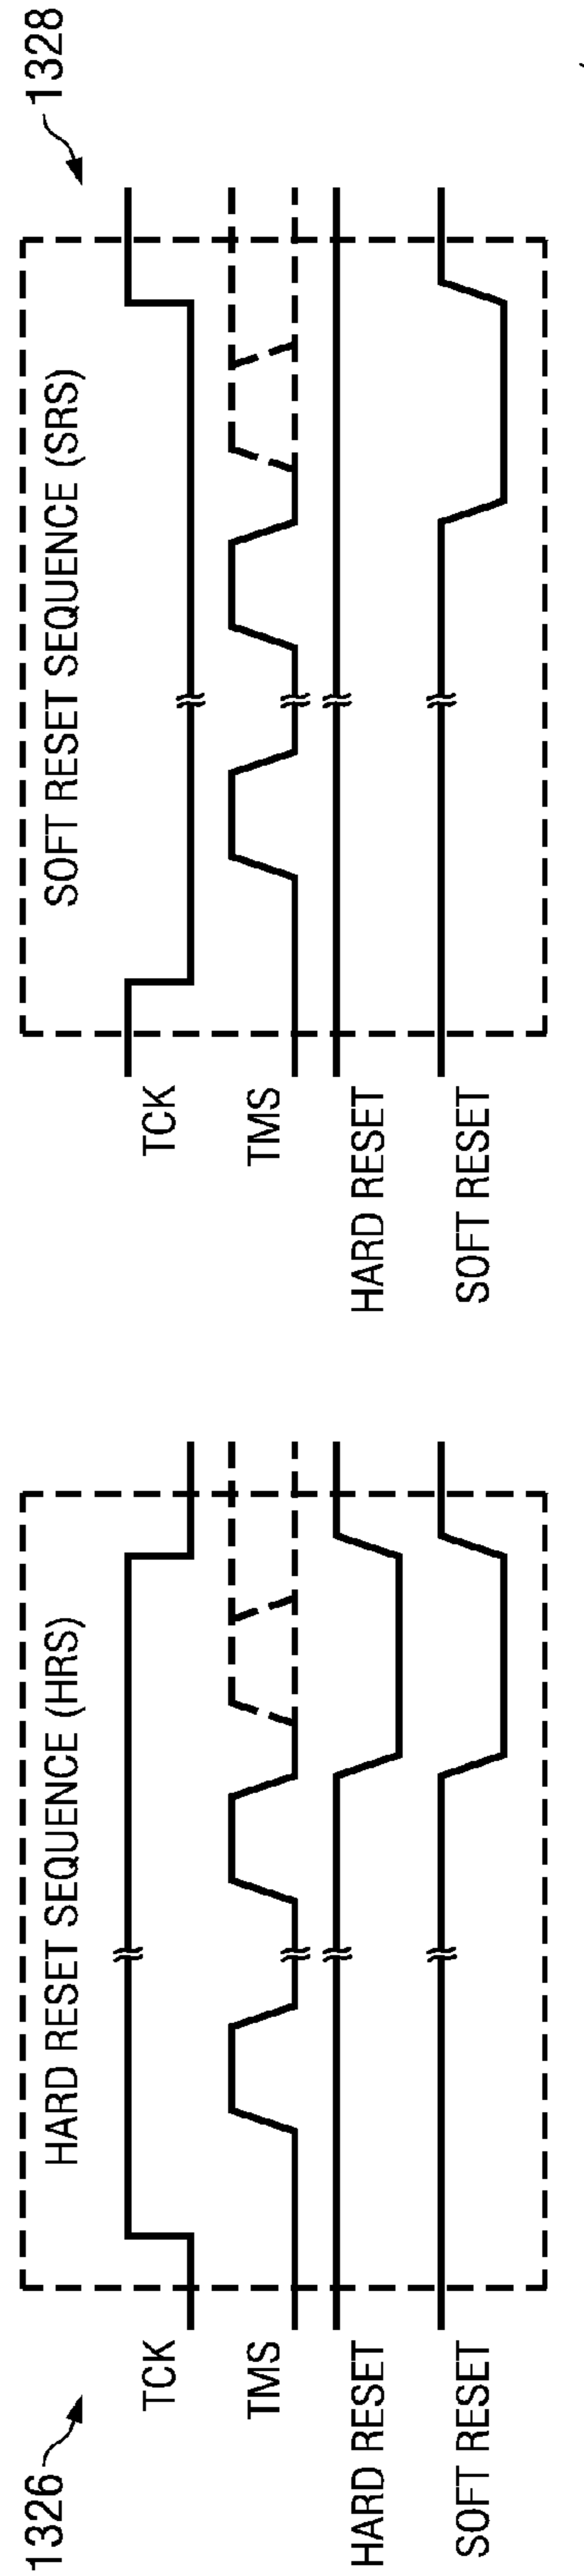 1326
HARD RESET SEQUENCE (HRS)
TCK
TMS
HARD RESET
SOFT RESET
1328
SOFT RESET SEQUENCE (SRS)
TCK
TMS
HARD RESET
SOFT RESET